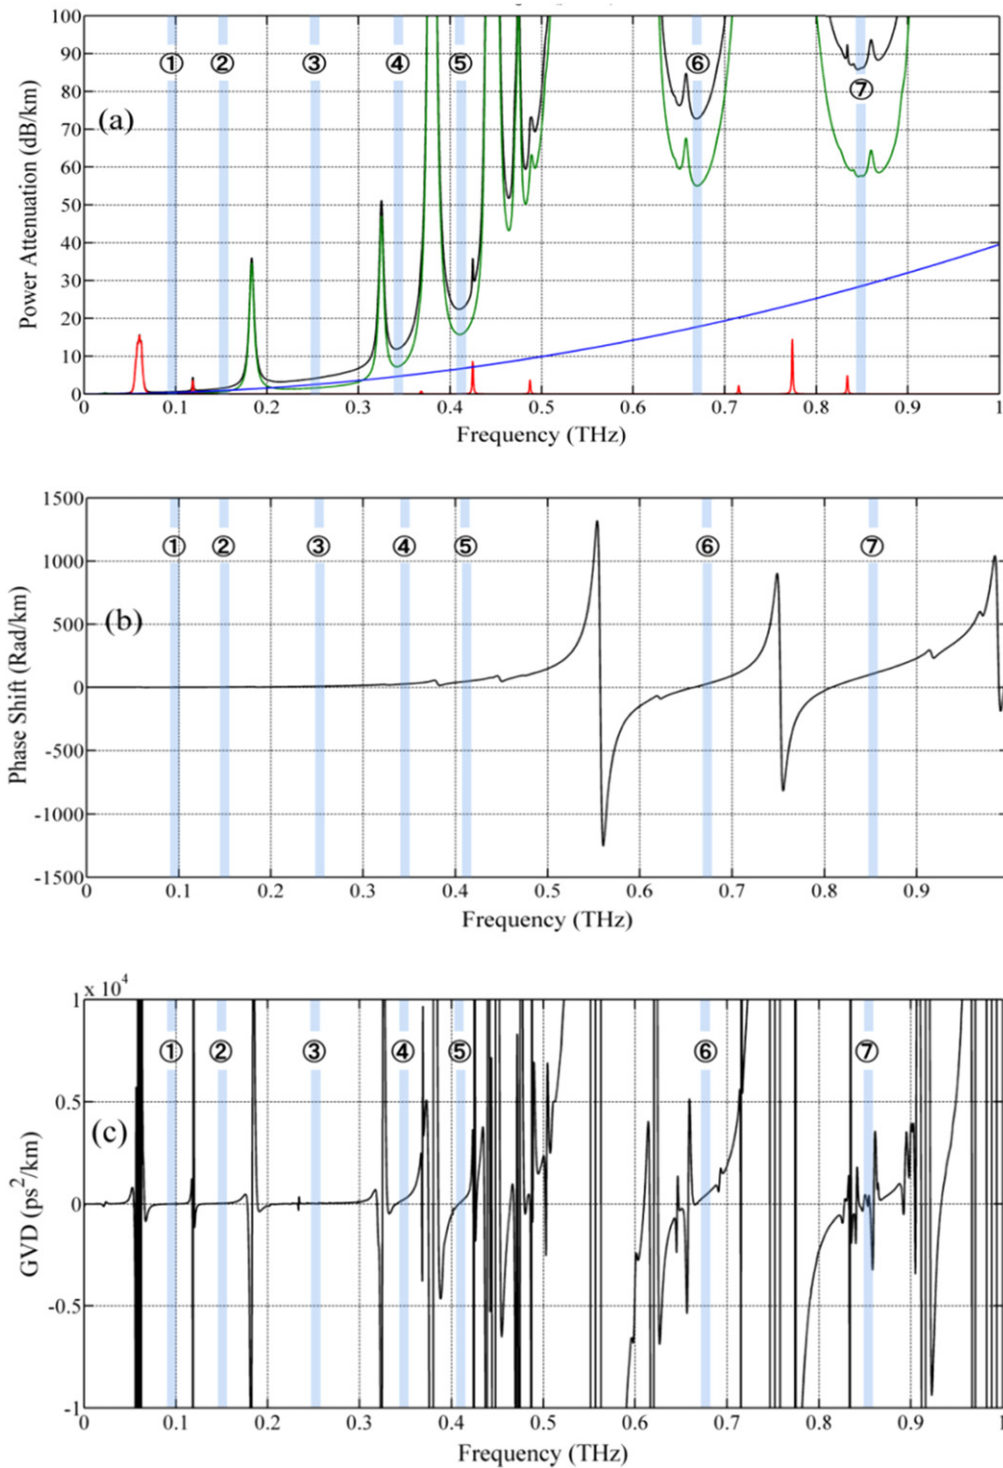 100
90
80
70
60
50
40
30
20
10
0
Power Attenuation (dB/km)
(a)
① ② ③ ④ ⑤ ⑥ ⑦
0 0.1 0.2 0.3 0.4 0.5 0.6 0.7 0.8 0.9 1
Frequency (THz)
1500
1000
500
0
-500
-1000
-1500
Phase Shift (Rad/km)
(b)
① ② ③ ④ ⑤ ⑥ ⑦
0 0.1 0.2 0.3 0.4 0.5 0.6 0.7 0.8 0.9
Frequency (THz)
x 10⁴
1
0.5
0
-0.5
-1
GVD (ps²/km)
(c)
① ② ③ ④ ⑤ ⑥ ⑦
0 0.1 0.2 0.3 0.4 0.5 0.6 0.7 0.8 0.9 1
Frequency (THz)